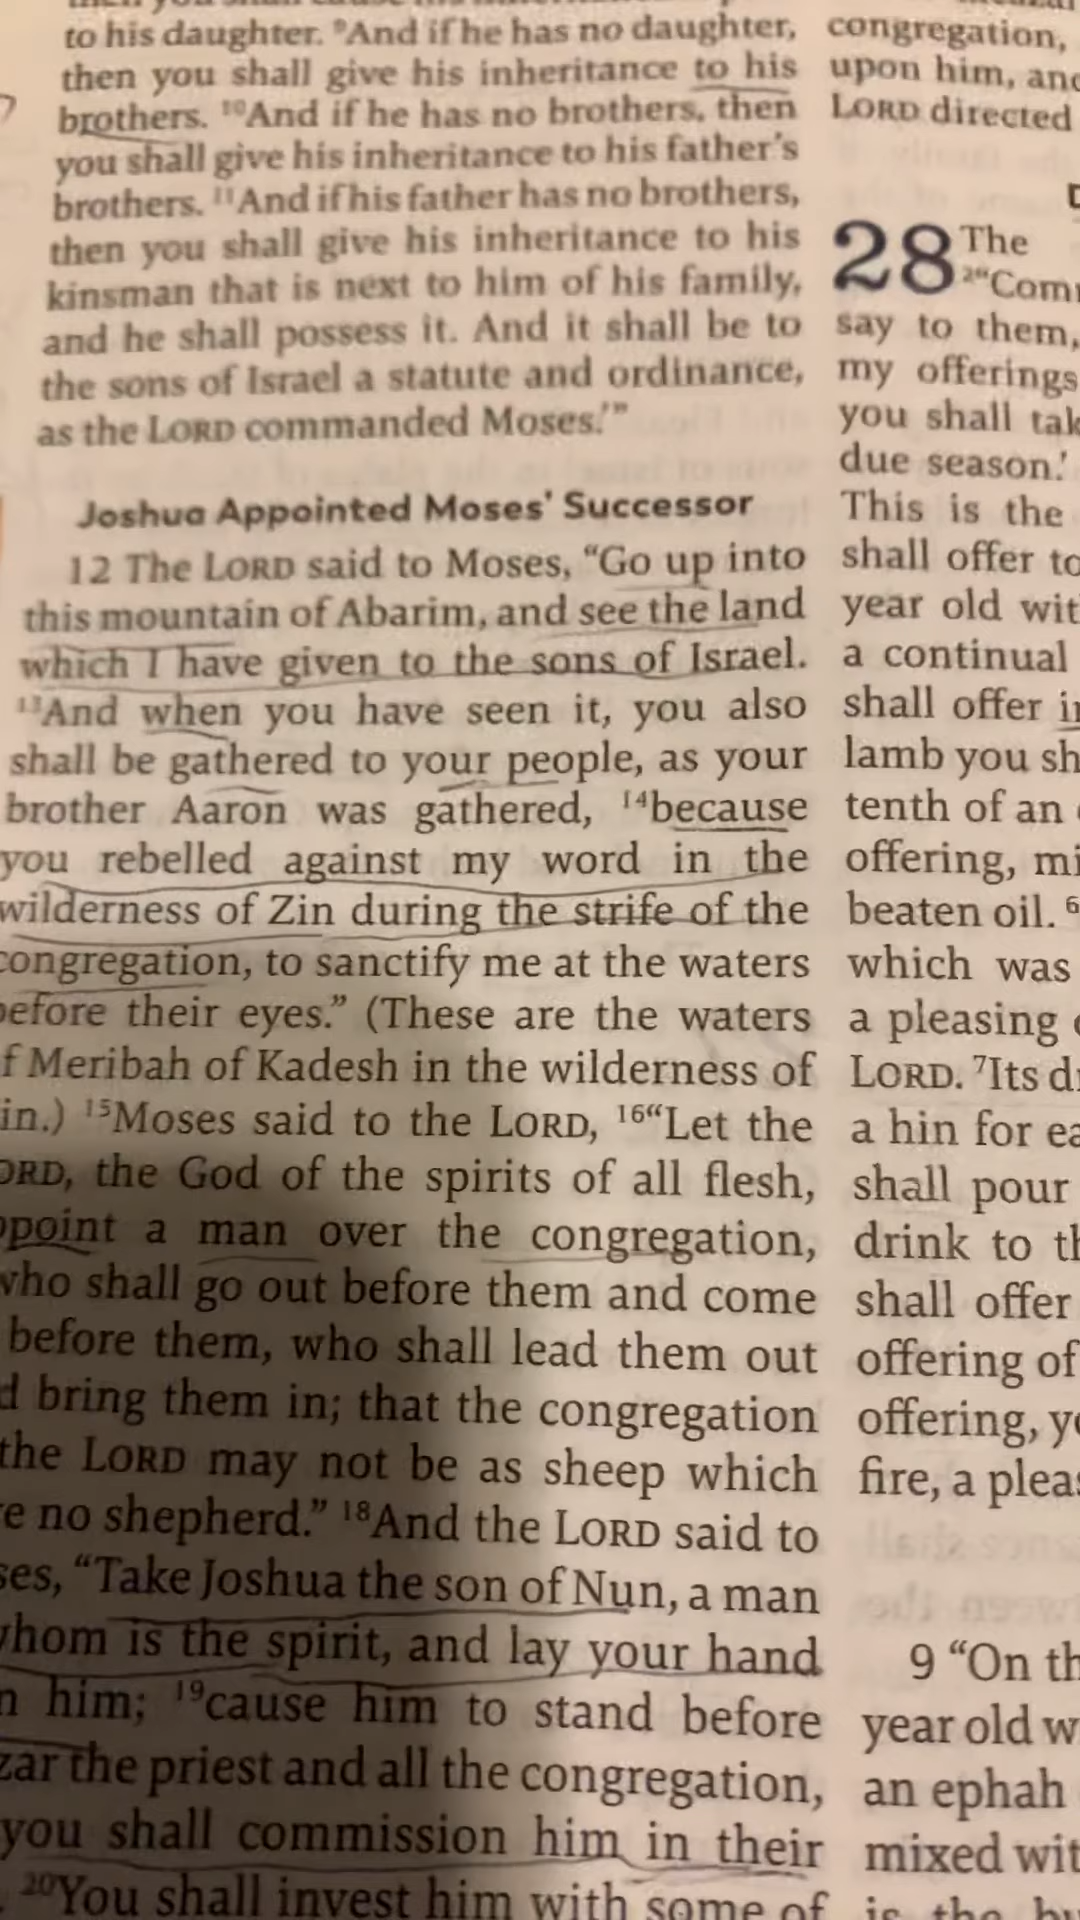 to his daughter. ⁹And if he has no daughter,
then you shall give his inheritance to his
brothers. ¹⁰And if he has no brothers, then
you shall give his inheritance to his father's
brothers. ¹¹And if his father has no brothers,
then you shall give his inheritance to his
kinsman that is next to him of his family,
and he shall possess it. And it shall be to
the sons of Israel a statute and ordinance,
as the LORD commanded Moses.'”
Joshua Appointed Moses' Successor
12 The LORD said to Moses, “Go up into
this mountain of Abarim, and see the land
which I have given to the sons of Israel.
¹³And when you have seen it, you also
shall be gathered to your people, as your
brother Aaron was gathered, ¹⁴because
you rebelled against my word in the
wilderness of Zin during the strife of the
congregation, to sanctify me at the waters
before their eyes.” (These are the waters
f Meribah of Kadesh in the wilderness of
in.) ¹⁵Moses said to the LORD, ¹⁶“Let the
ORD, the God of the spirits of all flesh,
ppoint a man over the congregation,
who shall go out before them and come
before them, who shall lead them out
d bring them in; that the congregation
the LORD may not be as sheep which
e no shepherd.” ¹⁸And the LORD said to
ses, “Take Joshua the son of Nun, a man
whom is the spirit, and lay your hand
n him; ¹⁹cause him to stand before
zar the priest and all the congregation,
you shall commission him in their
. ²⁰You shall invest him with some of
congregation,
upon him, and
LORD directed
28 The
²“Com
say to them,
my offerings
you shall tak
due season.'
This is the
shall offer to
year old wit
a continual
shall offer in
lamb you sh
tenth of an
offering, mi
beaten oil. ⁶
which was
a pleasing
LORD. ⁷Its d
a hin for ea
shall pour
drink to th
shall offer
offering of
offering, yo
fire, a pleas
9 “On th
year old w
an ephah
mixed wit
is the bu